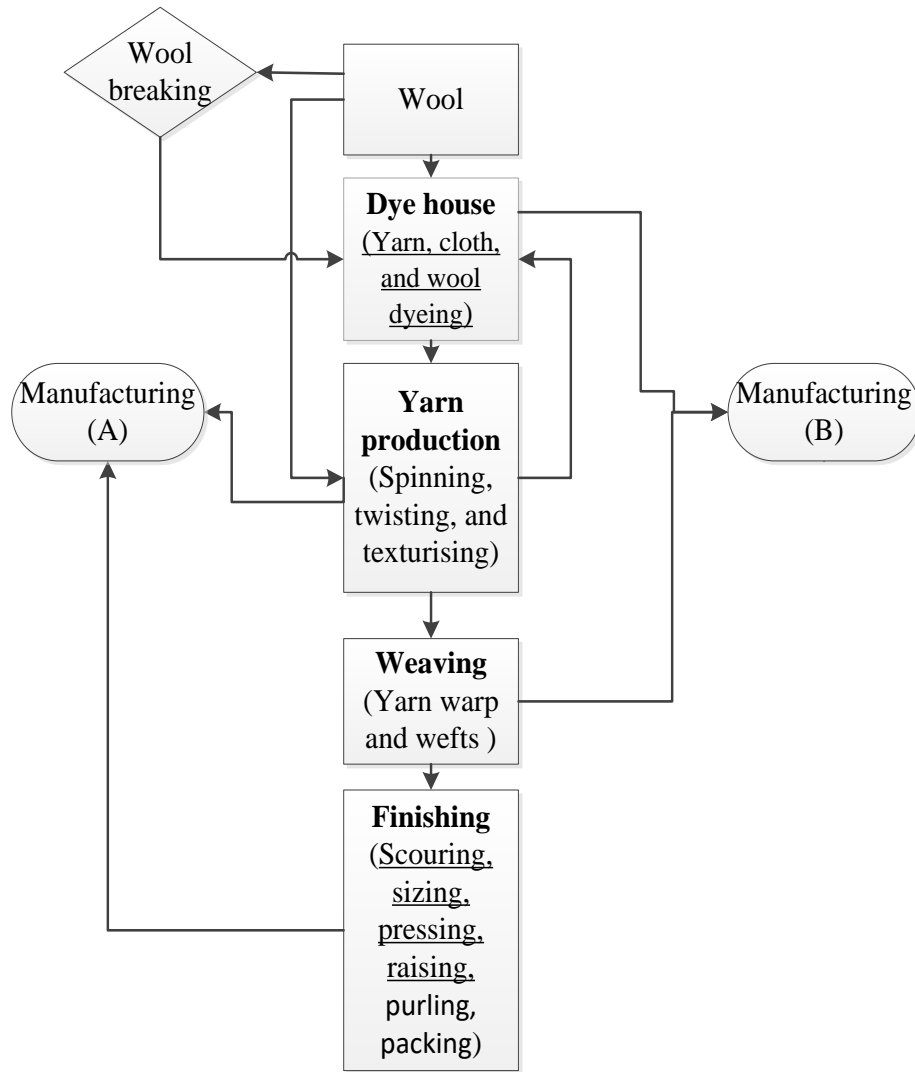 Wool
breaking
Wool
Dye house
(Yarn, cloth,
and wool
dyeing)
Manufacturing
(A)
Yarn
production
(Spinning,
twisting, and
texturising)
Manufacturing
(B)
Weaving
(Yarn warp
and wefts )
Finishing
(Scouring,
sizing,
pressing,
raising,
purling,
packing)